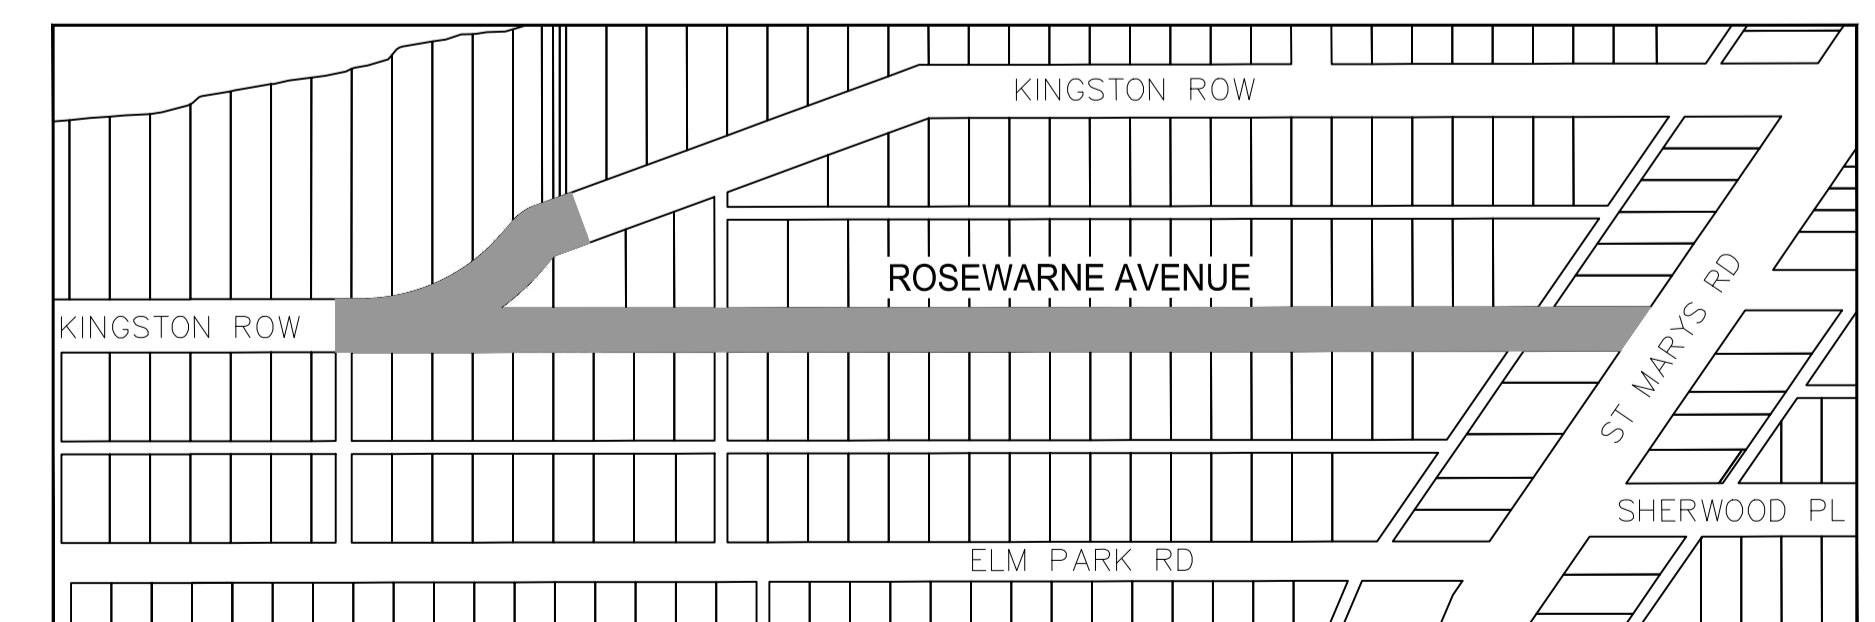 KINGSTON ROW
ROSEWARNE AVENUE
KINGSTON ROW
ST MARYS RD
SHERWOOD PL
ELM PARK RD